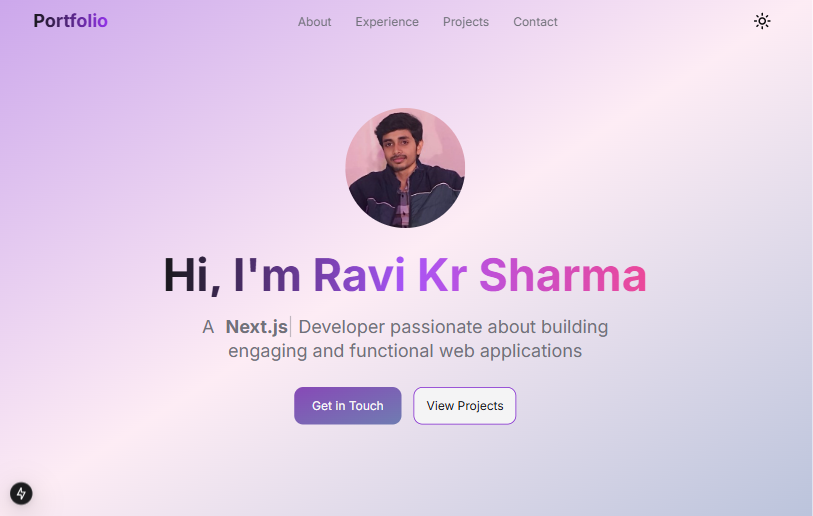 Portfolio
About Experience Projects Contact
Hi, I'm Ravi Kr Sharma
A Next.js| Developer passionate about building
engaging and functional web applications
Get in Touch
View Projects